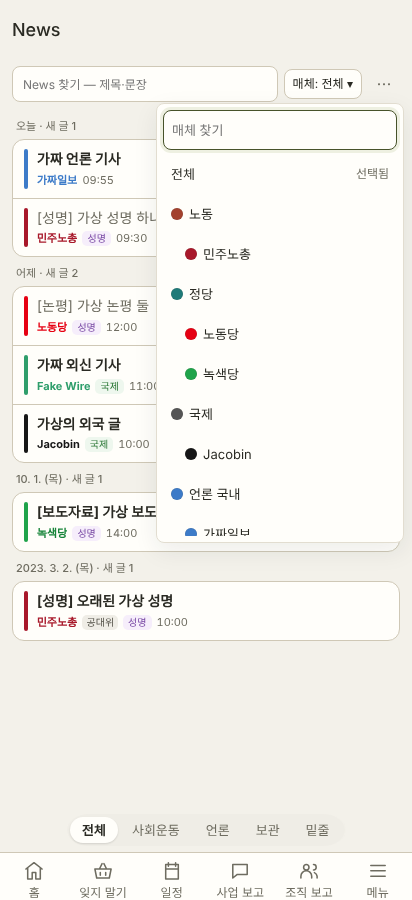 News
News 찾기 — 제목·문장
매체: 전체 ▾
매체 찾기
전체 선택됨
노동
민주노총
정당
노동당
녹색당
국제
Jacobin
언론 국내
가짜일보
오늘 · 새 글 1
가짜 언론 기사
가짜일보 09:55
[성명] 가상 성명 하나
민주노총 성명 09:30
어제 · 새 글 2
[논평] 가상 논평 둘
노동당 성명 12:00
가짜 외신 기사
Fake Wire 국제 11:00
가상의 외국 글
Jacobin 국제 10:00
10. 1. (목) · 새 글 1
[보도자료] 가상 보도
녹색당 성명 14:00
2023. 3. 2. (목) · 새 글 1
[성명] 오래된 가상 성명
민주노총 공대위 성명 10:00
전체 사회운동 언론 보관 밑줄
홈 잊지 말기 일정 사업 보고 조직 보고 메뉴